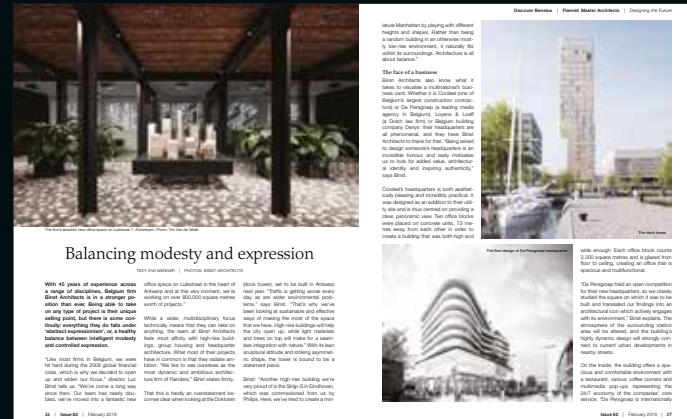 The firm's beautiful new office space on Luikstraat 7, Antwerpen. Photo: Tim Van de Velde
Balancing modesty and expression
TEXT: EVA MENGER | PHOTOS: BINST ARCHITECTS
With 45 years of experience across
a range of disciplines, Belgium firm
Binst Architects is in a stronger po-
sition than ever. Being able to take
on any type of project is their unique
selling point, but there is some con-
tinuity: everything they do falls under
'abstract expressionism', or, a healthy
balance between intelligent modesty
and controlled expression.
"Like most firms in Belgium, we were
hit hard during the 2008 global financial
crisis, which is why we decided to open
up and widen our focus," director Luc
Binst tells us. "We've come a long way
since then. Our team has nearly dou-
bled, we've moved into a fantastic new
office space on Luikstraat in the heart of
Antwerp and at this very moment, we're
working on over 800,000 square metres
worth of projects."
While a wider, multidisciplinary focus
technically means that they can take on
anything, the team at Binst Architects
feels most affinity with high-rise build-
ings, group housing and headquarter
architecture. What most of their projects
have in common is that they radiate am-
bition: "We like to see ourselves as the
most dynamic and ambitious architec-
ture firm of Flanders," Binst states firmly.
That this is hardly an overstatement be-
comes clear when looking at the Doktoren
(dock tower), set to be built in Antwerp
next year. "Traffic is getting worse every
day, as are wider environmental prob-
lems," says Binst. "That's why we've
been looking at sustainable and effective
ways of making the most of the space
that we have. High-rise buildings will help
the city open up, while light materials
and trees on top will make for a seam-
less integration with nature." With its lean
sculptural attitude and striking asymmet-
ric shape, the tower is bound to be a
statement piece.
Binst: "Another high-rise building we're
very proud of is the Brigs-S in Eindhoven,
which was commissioned from us by
Philips. Here, we've tried to create a min-
24 | Issue 62 | February 2019
Discover Benelux | Flemish Master Architects | Designing the Future
iature Manhattan by playing with different
heights and shapes. Rather than being
a random building in an otherwise most-
ly low-rise environment, it naturally fits
within its surroundings. Architecture is all
about balance."
The face of a business
Binst Architects also know what it
takes to visualise a multinational's busi-
ness card. Whether it is Cordeel (one of
Belgium's largest construction contrac-
tors) or De Persgroep (a leading media
agency in Belgium), Loyens & Loeff
(a Dutch law firm) or Belgium building
company Denys: their headquarters are
all phenomenal, and they have Binst
Architects to thank for that. "Being asked
to design someone's headquarter is an
incredible honour, and really motivates
us to look for added value, architectur-
al identity and inspiring authenticity,"
says Binst.
Cordeel's headquarter is both aesthet-
ically pleasing and incredibly practical. It
was designed as an addition to their utili-
ty site and is thus centred on providing a
clear, panoramic view. Two office blocks
were placed on concrete units, 73 me-
tres away from each other in order to
create a building that was both high and
The dock tower.
The final design of De Persgroep headquarter.
wide enough. Each office block counts
2,300 square metres and is glazed from
floor to ceiling, creating an office that is
spacious and multifunctional.
"De Persgroep held an open competition
for their new headquarters, so we closely
studied the square on which it was to be
built and translated our findings into an
architectural icon which actively engages
with its environment," Binst explains. The
atmosphere of the surrounding station
area will be altered, and the building's
highly dynamic design will strongly con-
nect to current urban developments in
nearby streets.
On the inside, the building offers a spa-
cious and comfortable environment with
a restaurant, various coffee corners and
multimedia pop-ups representing the
24/7 economy of the companies' core
service. "De Persgroep is internationally
Issue 62 | February 2019 | 27